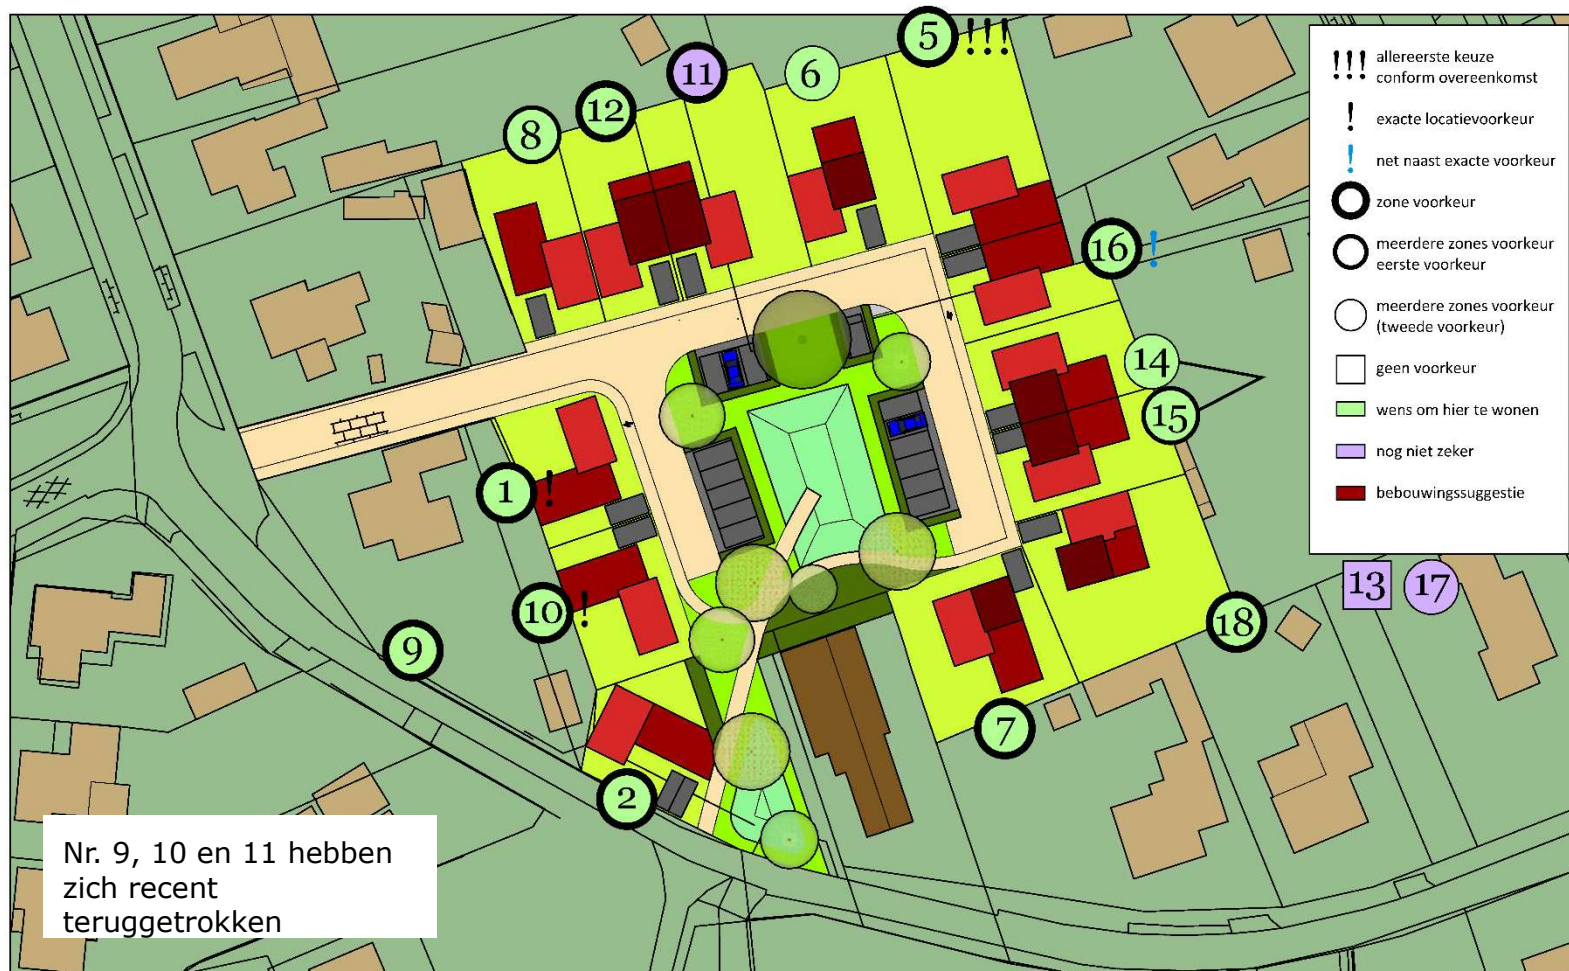 5 !!!
6
11
12
8
16 !
14
15
1 !
10 !
9
2
7
18
13 17
!!! allereerste keuze
conform overeenkomst
! exacte locatievoorkeur
! net naast exacte voorkeur
zone voorkeur
meerdere zones voorkeur
eerste voorkeur
meerdere zones voorkeur
(tweede voorkeur)
geen voorkeur
wens om hier te wonen
nog niet zeker
bebouwingssuggestie
Nr. 9, 10 en 11 hebben
zich recent
teruggetrokken